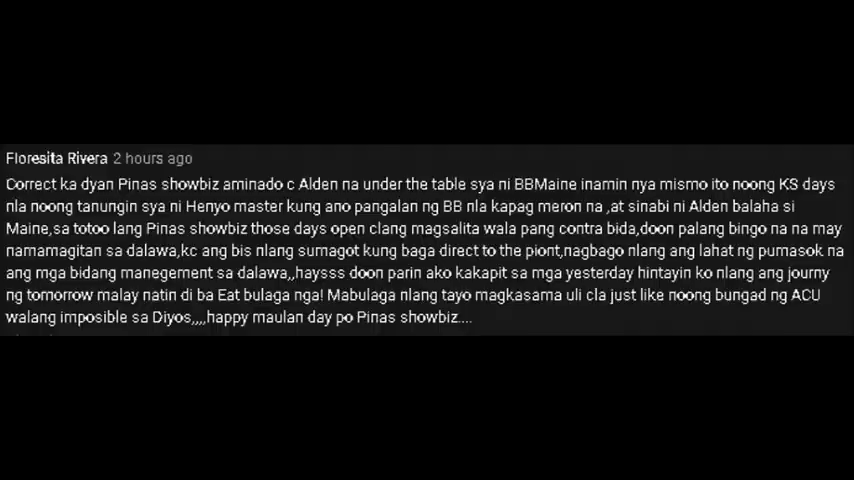 Floresita Rivera 2 hours ago
Correct ka dyan Pinas showbiz aminado c Alden na under the table sya ni BBMaine inamin nya mismo ito noong KS days
nla noong tanungin sya ni Henyo master kung ano pangalan ng BB nla kapag meron na ,at sinabi ni Alden balaha si
Maine,sa totoo lang Pinas showbiz those days open clang magsalita wala pang contra bida,doon palang bingo na na may
namamagitan sa dalawa,kc ang bis nlang sumagot kung baga direct to the piont,nagbago nlang ang lahat ng pumasok na
ang mga bidang manegement sa dalawa,,haysss doon parin ako kakapit sa mga yesterday hintayin ko nlang ang journy
ng tomorrow malay natin di ba Eat bulaga nga! Mabulaga nlang tayo magkasama uli cla just like noong bungad ng ACU
walang imposible sa Diyos,,,,happy maulan day po Pinas showbiz....